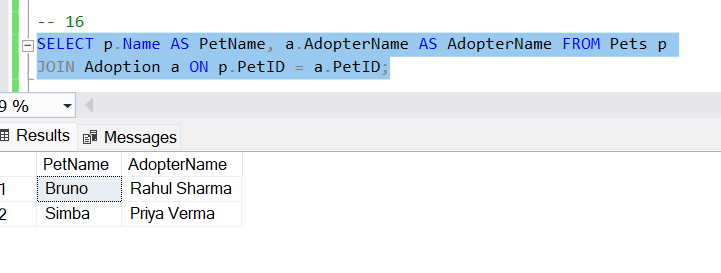 -- 16
SELECT p.Name AS PetName, a.AdopterName AS AdopterName FROM Pets p
JOIN Adoption a ON p.PetID = a.PetID;
9 %
Results Messages
PetName AdopterName
1 Bruno Rahul Sharma
2 Simba Priya Verma